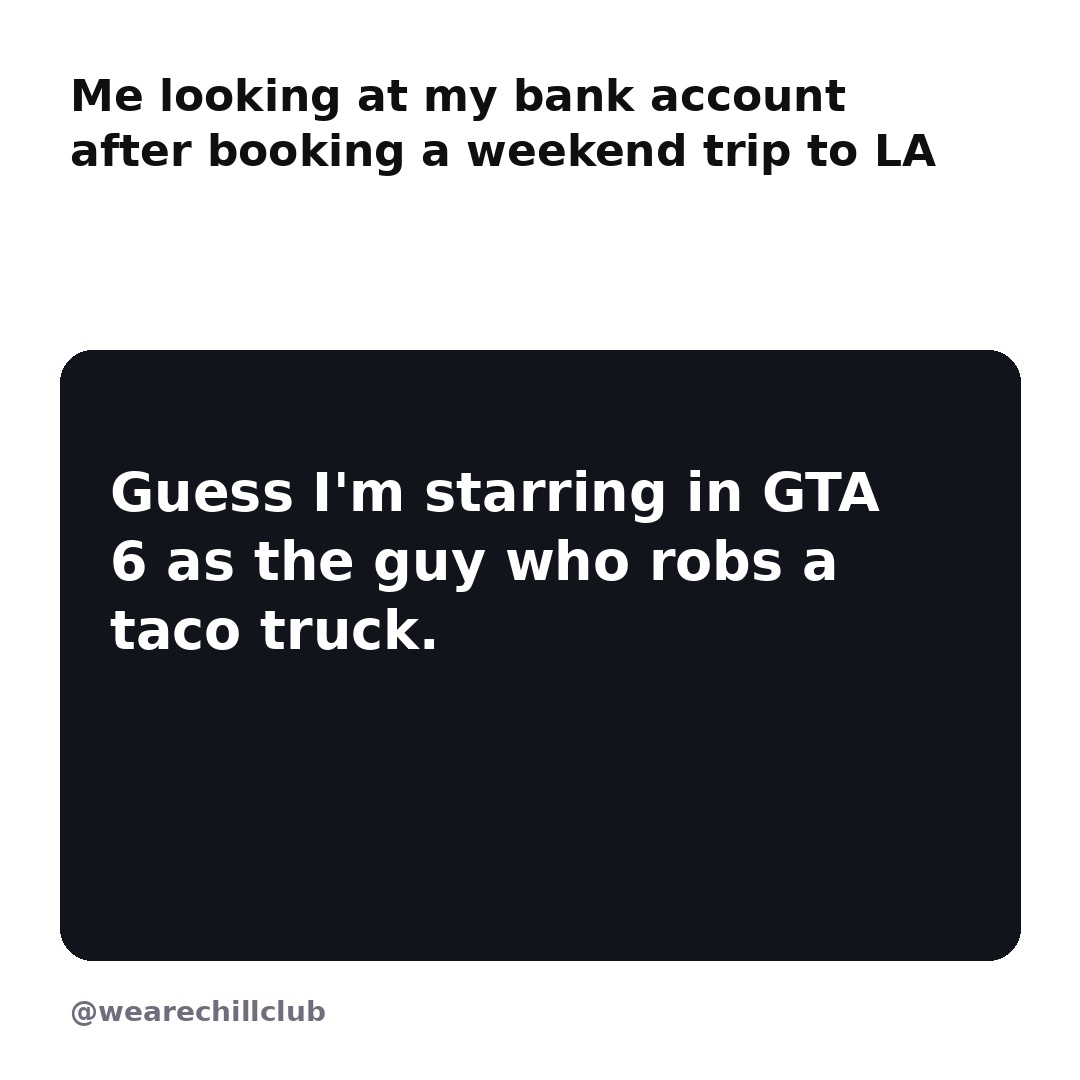 Me looking at my bank account
after booking a weekend trip to LA
Guess I'm starring in GTA
6 as the guy who robs a
taco truck.
@wearechillclub